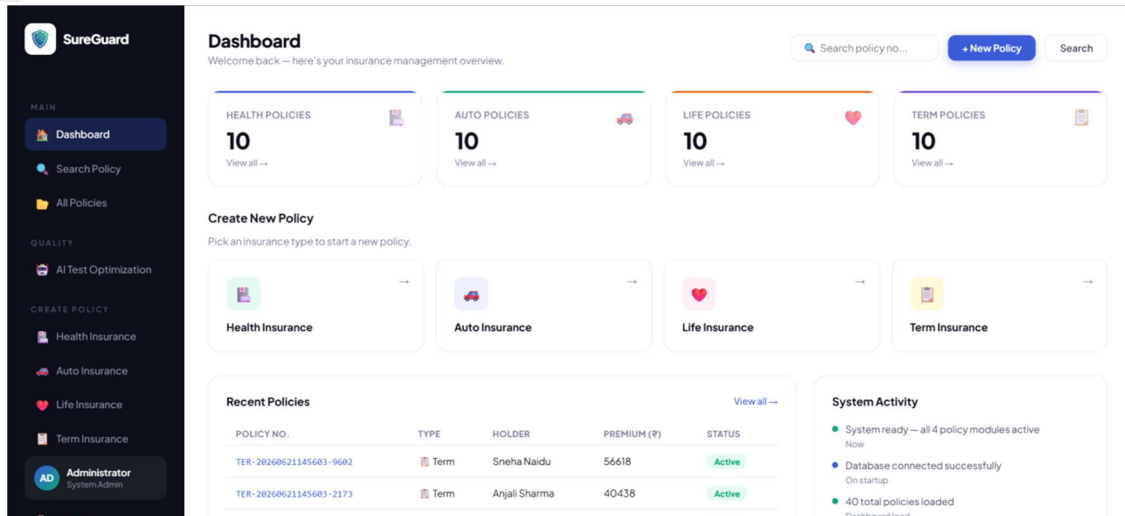 SureGuard
MAIN
Dashboard
Search Policy
All Policies
QUALITY
AI Test Optimization
CREATE POLICY
Health Insurance
Auto Insurance
Life Insurance
Term Insurance
AD
Administrator
System Admin
Dashboard
Welcome back — here's your insurance management overview.
Search policy no...
+ New Policy
Search
HEALTH POLICIES
10
View all →
AUTO POLICIES
10
View all →
LIFE POLICIES
10
View all →
TERM POLICIES
10
View all →
Create New Policy
Pick an insurance type to start a new policy.
→
Health Insurance
→
Auto Insurance
→
Life Insurance
→
Term Insurance
Recent Policies
View all →
POLICY NO. TYPE HOLDER PREMIUM (₹) STATUS
TER-20260621145603-9602 Term Sneha Naidu 56618 Active
TER-20260621145603-2173 Term Anjali Sharma 40438 Active
System Activity
System ready — all 4 policy modules active
Now
Database connected successfully
On startup
40 total policies loaded
Dashboard load